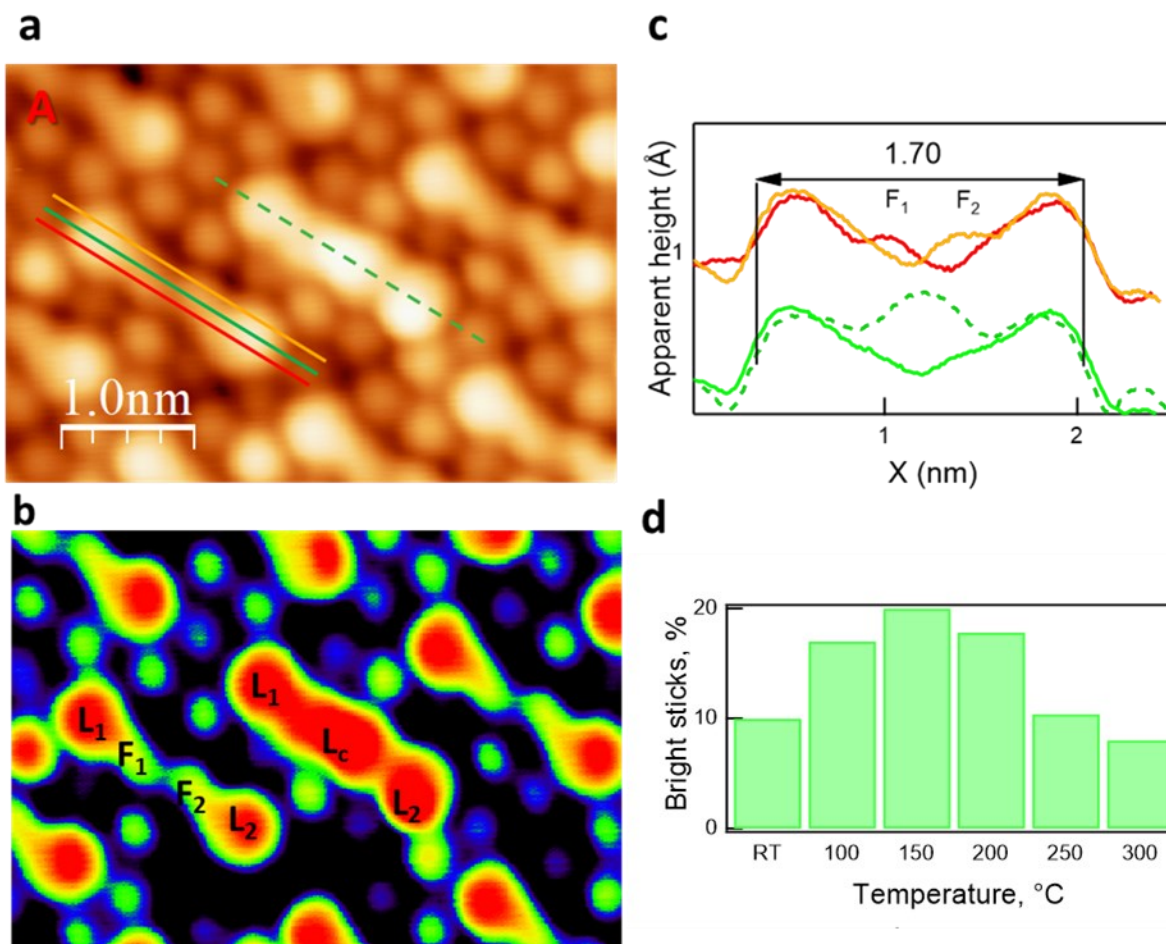 a
A
1.0nm
b
L1
F1
F2
L2
L1
Lc
L2
c
1.70
F1
F2
1
Apparent height (Å)
1
2
X (nm)
d
20
10
0
Bright sticks, %
RT 100 150 200 250 300
Temperature, °C